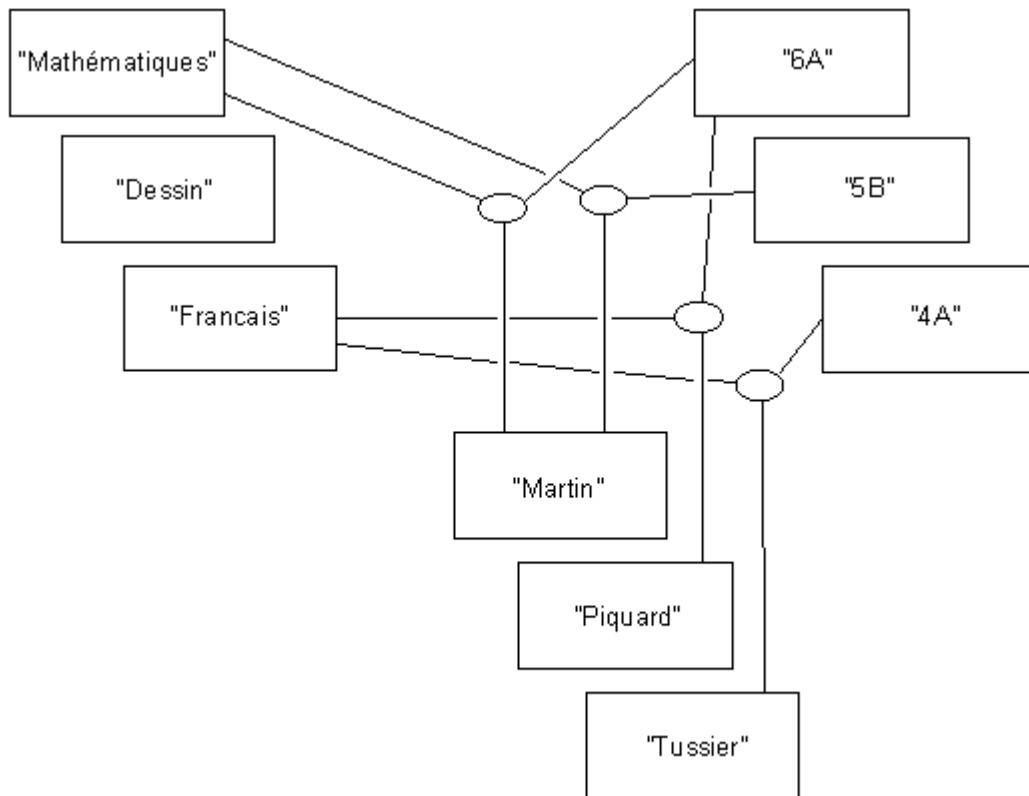 "Mathématiques"
"6A"
"Dessin"
"5B"
"Francais"
"4A"
"Martin"
"Piquard"
"Tussier"